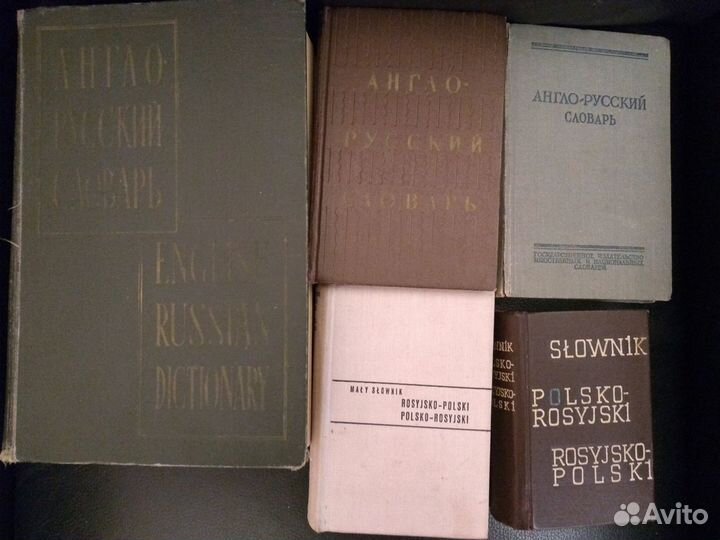 АНГЛО-
РУССКИЙ
СЛОВАРЬ
ENGLISH
RUSSIAN
DICTIONARY
АНГЛО-
РУССКИЙ
СЛОВАРЬ
АНГЛО-РУССКИЙ
СЛОВАРЬ
ГОСУДАРСТВЕННОЕ ИЗДАТЕЛЬСТВО
ИНОСТРАННЫХ И НАЦИОНАЛЬНЫХ
СЛОВАРЕЙ
MAŁY SŁOWNIK
ROSYJSKO-POLSKI
POLSKO-ROSYJSKI
SŁOWNIK
POLSKO-
ROSYJSKI
ROSYJSKO-
POLSKI
Avito